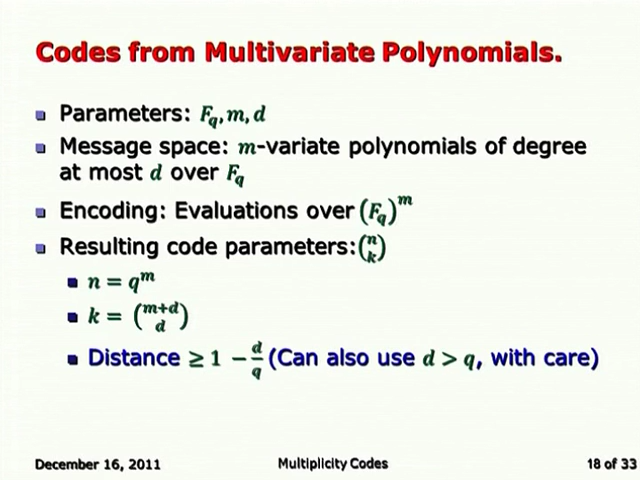 Codes from Multivariate Polynomials.
Parameters: F_q, m, d
Message space: m-variate polynomials of degree
at most d over F_q
Encoding: Evaluations over (F_q)^m
Resulting code parameters:(n k)
n = q^m
k = (m+d d)
Distance ≥ 1 − d/q (Can also use d > q, with care)
December 16, 2011 Multiplicity Codes 18 of 33